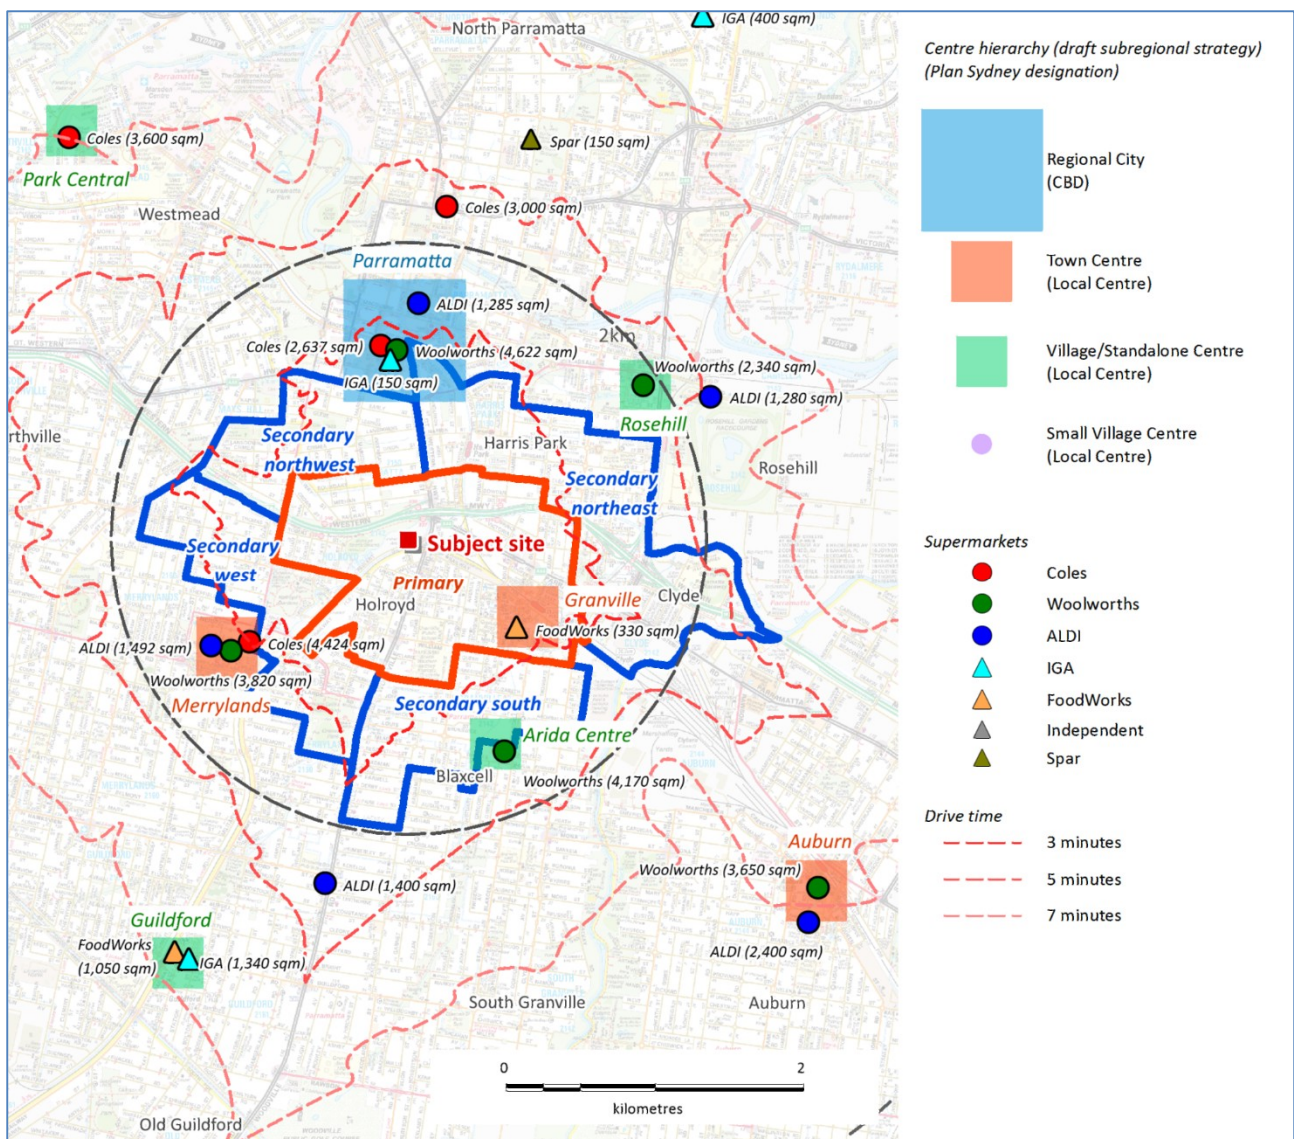 North Parramatta
IGA (400 sqm)
Coles (3,600 sqm)
Spar (150 sqm)
Park Central
Westmead
Coles (3,000 sqm)
Parramatta
ALDI (1,285 sqm)
2km
Coles (2,637 sqm)
Woolworths (4,622 sqm)
IGA (150 sqm)
Woolworths (2,340 sqm)
ALDI (1,280 sqm)
Rosehill
rthville
Secondary
northwest
Harris Park
Rosehill
Secondary
northeast
WESTERN
MWY
Subject site
Secondary
west
Primary
Holroyd
Granville
Clyde
FoodWorks (330 sqm)
ALDI (1,492 sqm)
Coles (4,424 sqm)
Woolworths (3,820 sqm)
Merrylands
Secondary south
Arida Centre
Blaxcell
Woolworths (4,170 sqm)
Auburn
Woolworths (3,650 sqm)
ALDI (1,400 sqm)
Guildford
FoodWorks
(1,050 sqm)
IGA (1,340 sqm)
ALDI (2,400 sqm)
South Granville
Auburn
Old Guildford
0
2
kilometres
Centre hierarchy (draft subregional strategy)
(Plan Sydney designation)
Regional City
(CBD)
Town Centre
(Local Centre)
Village/Standalone Centre
(Local Centre)
Small Village Centre
(Local Centre)
Supermarkets
Coles
Woolworths
ALDI
IGA
FoodWorks
Independent
Spar
Drive time
3 minutes
5 minutes
7 minutes